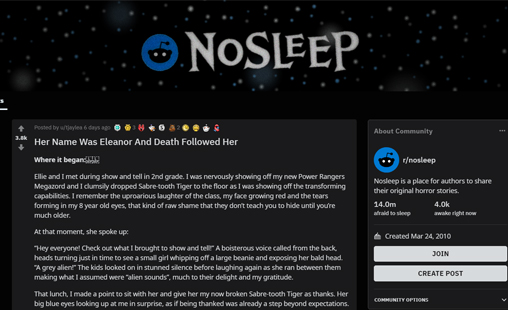 NOSLEEP
s
Posted by u/Ijaylea 6 days ago
3
2
3.8k
Her Name Was Eleanor And Death Followed Her
Where it began:
Ellie and I met during show and tell in 2nd grade. I was nervously showing off my new Power Rangers
Megazord and I clumsily dropped Sabre-tooth Tiger to the floor as I was showing off the transforming
capabilities. I remember the uproarious laughter of the class, my face growing red and the tears
forming in my 8 year old eyes, that kind of raw shame that they don't teach you to hide until you're
much older.
At that moment, she spoke up:
"Hey everyone! Check out what I brought to show and tell!" A boisterous voice called from the back,
heads turning just in time to see a small girl whipping off a large beanie and exposing her bald head.
"A grey alien!" The kids looked on in stunned silence before laughing again as she ran between them
making what I assumed were "alien sounds", much to their delight and my gratitude.
That lunch, I made a point to sit with her and give her my now broken Sabre-tooth Tiger as thanks. Her
big blue eyes looking up at me in surprise, as if being thanked was already a step beyond expectations.
About Community
r/nosleep
Nosleep is a place for authors to share
their original horror stories.
14.0m
afraid to sleep
4.0k
awake right now
Created Mar 24, 2010
JOIN
CREATE POST
COMMUNITY OPTIONS